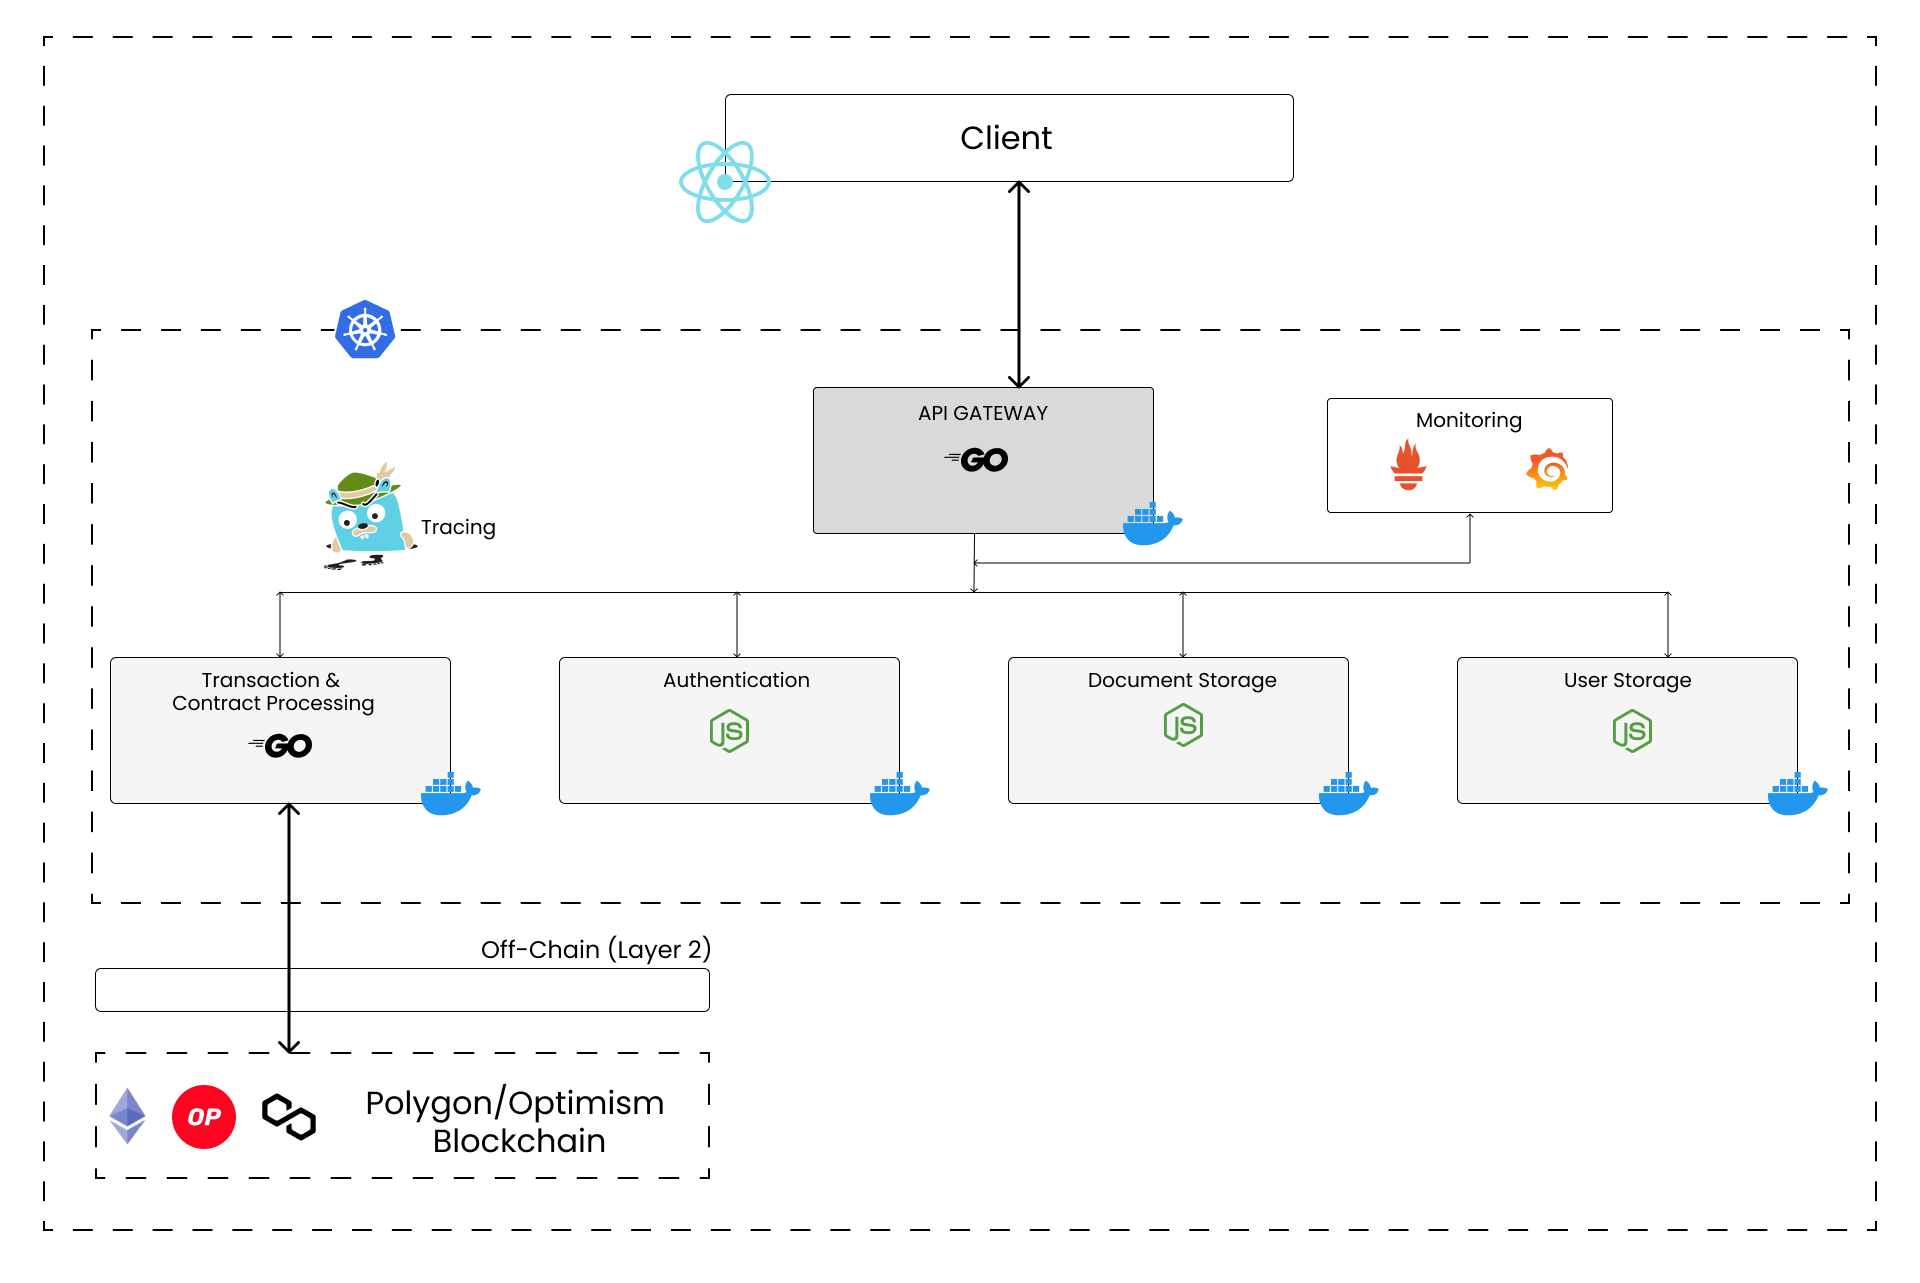 Client
API GATEWAY
GO
Monitoring
Tracing
Transaction &
Contract Processing
GO
Authentication
JS
Document Storage
JS
User Storage
JS
Off-Chain (Layer 2)
OP
Polygon/Optimism
Blockchain